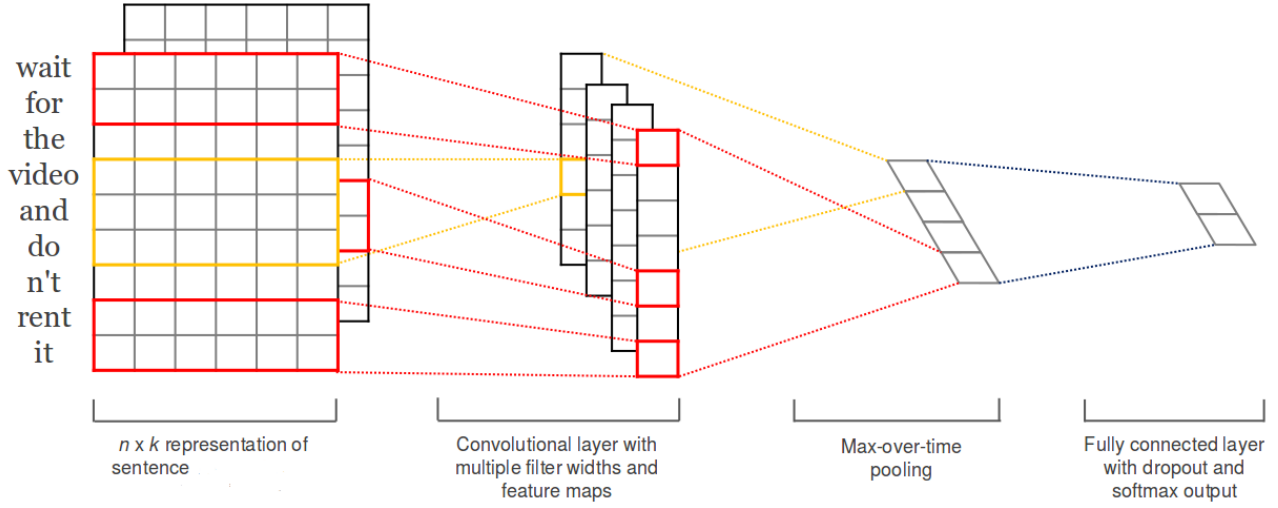 wait
for
the
video
and
do
n't
rent
it
n x k representation of
sentence
Convolutional layer with
multiple filter widths and
feature maps
Max-over-time
pooling
Fully connected layer
with dropout and
softmax output